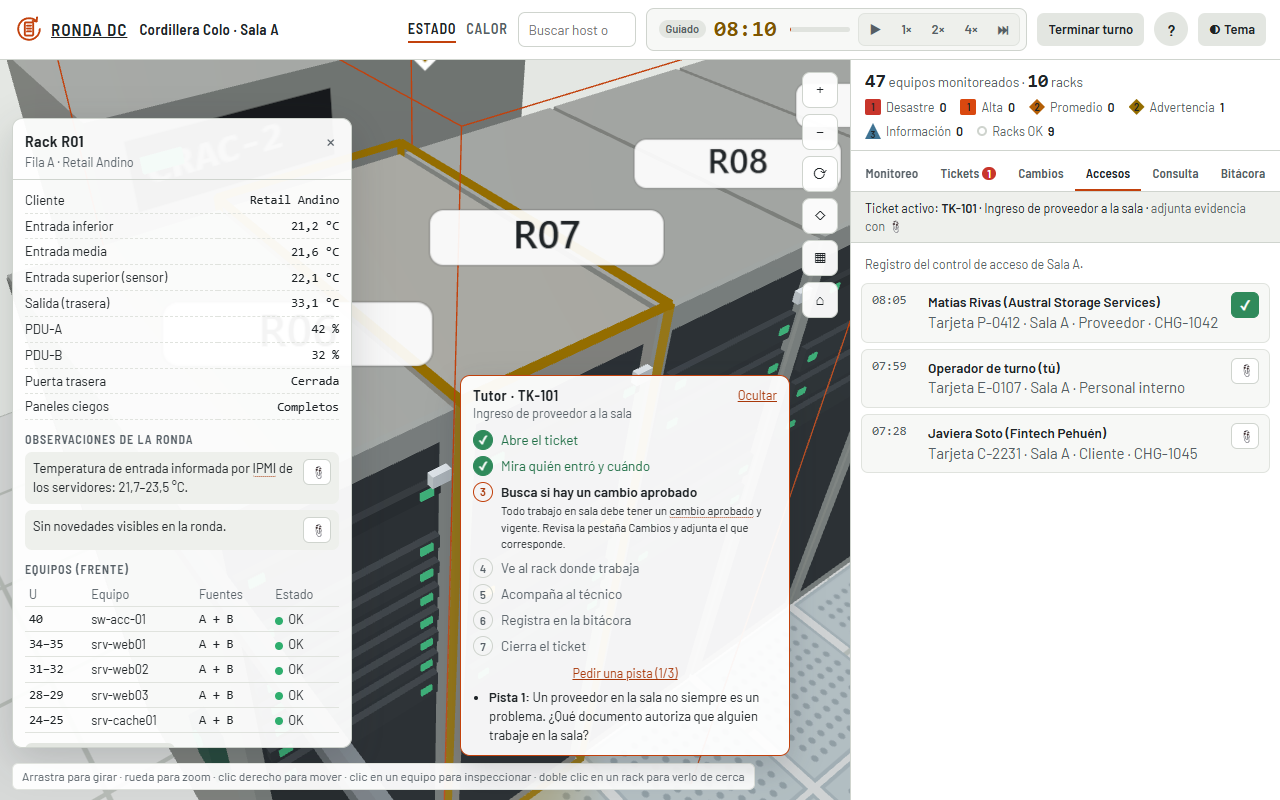 RONDA DC
Cordillera Colo · Sala A
ESTADO
CALOR
Buscar host o
Guiado
08:10
1×
2×
4×
Terminar turno
?
Tema
RAC-2
R08
R07
R06
+
−
Rack R01
×
Fila A · Retail Andino
Cliente Retail Andino
Entrada inferior 21,2 °C
Entrada media 21,6 °C
Entrada superior (sensor) 22,1 °C
Salida (trasera) 33,1 °C
PDU-A 42 %
PDU-B 32 %
Puerta trasera Cerrada
Paneles ciegos Completos
OBSERVACIONES DE LA RONDA
Temperatura de entrada informada por IPMI de
los servidores: 21,7–23,5 °C.
Sin novedades visibles en la ronda.
EQUIPOS (FRENTE)
U Equipo Fuentes Estado
40 sw-acc-01 A + B OK
34–35 srv-web01 A + B OK
31–32 srv-web02 A + B OK
28–29 srv-web03 A + B OK
24–25 srv-cache01 A + B OK
Tutor · TK-101
Ocultar
Ingreso de proveedor a la sala
Abre el ticket
Mira quién entró y cuándo
3 Busca si hay un cambio aprobado
Todo trabajo en sala debe tener un cambio aprobado y
vigente. Revisa la pestaña Cambios y adjunta el que
corresponde.
4 Ve al rack donde trabaja
5 Acompaña al técnico
6 Registra en la bitácora
7 Cierra el ticket
Pedir una pista (1/3)
• Pista 1: Un proveedor en la sala no siempre es un
problema. ¿Qué documento autoriza que alguien
trabaje en la sala?
Arrastra para girar · rueda para zoom · clic derecho para mover · clic en un equipo para inspeccionar · doble clic en un rack para verlo de cerca
47 equipos monitoreados · 10 racks
1 Desastre 0
1 Alta 0
2 Promedio 0
2 Advertencia 1
3 Información 0
Racks OK 9
Monitoreo
Tickets 1
Cambios
Accesos
Consulta
Bitácora
Ticket activo: TK-101 · Ingreso de proveedor a la sala · adjunta evidencia
con
Registro del control de acceso de Sala A.
08:05 Matías Rivas (Austral Storage Services)
Tarjeta P-0412 · Sala A · Proveedor · CHG-1042
07:59 Operador de turno (tú)
Tarjeta E-0107 · Sala A · Personal interno
07:28 Javiera Soto (Fintech Pehuén)
Tarjeta C-2231 · Sala A · Cliente · CHG-1045